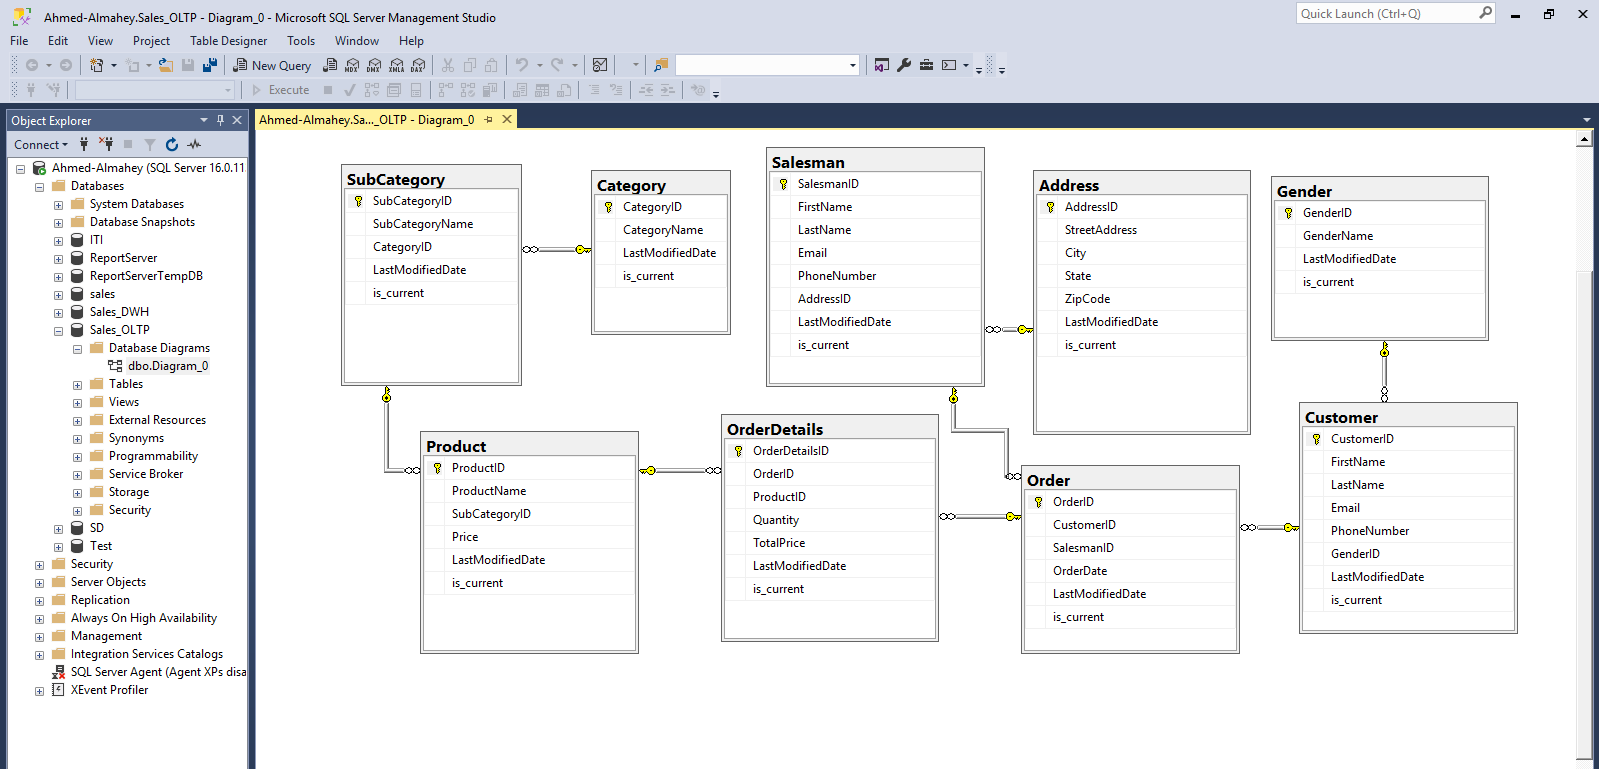 Ahmed-Almahey.Sales_OLTP - Diagram_0 - Microsoft SQL Server Management Studio
Quick Launch (Ctrl+Q)
File Edit View Project Table Designer Tools Window Help
New Query MDX DMX XMLA DAX
Execute
Object Explorer
Connect
Ahmed-Almahey (SQL Server 16.0.11
Databases
System Databases
Database Snapshots
ITI
ReportServer
ReportServerTempDB
sales
Sales_DWH
Sales_OLTP
Database Diagrams
dbo.Diagram_0
Tables
Views
External Resources
Synonyms
Programmability
Service Broker
Storage
Security
SD
Test
Security
Server Objects
Replication
Always On High Availability
Management
Integration Services Catalogs
SQL Server Agent (Agent XPs disa
XEvent Profiler
Ahmed-Almahey.Sa..._OLTP - Diagram_0
SubCategory
SubCategoryID
SubCategoryName
CategoryID
LastModifiedDate
is_current
Category
CategoryID
CategoryName
LastModifiedDate
is_current
Salesman
SalesmanID
FirstName
LastName
Email
PhoneNumber
AddressID
LastModifiedDate
is_current
Address
AddressID
StreetAddress
City
State
ZipCode
LastModifiedDate
is_current
Gender
GenderID
GenderName
LastModifiedDate
is_current
Product
ProductID
ProductName
SubCategoryID
Price
LastModifiedDate
is_current
OrderDetails
OrderDetailsID
OrderID
ProductID
Quantity
TotalPrice
LastModifiedDate
is_current
Order
OrderID
CustomerID
SalesmanID
OrderDate
LastModifiedDate
is_current
Customer
CustomerID
FirstName
LastName
Email
PhoneNumber
GenderID
LastModifiedDate
is_current